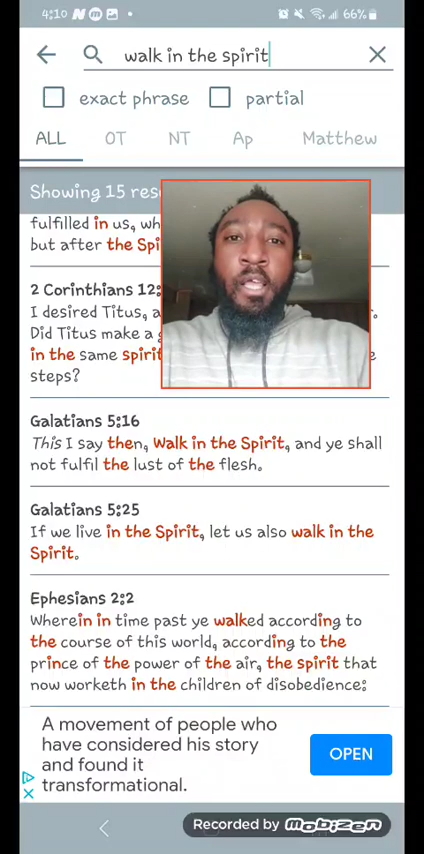 4:10
66%
walk in the spirit
exact phrase
partial
ALL OT NT Ap Matthew
Showing 15 res
fulfilled in us, wh
but after the Spi
2 Corinthians 12:
I desired Titus, a
Did Titus make a
in the same spirit
steps?
Galatians 5:16
This I say then, Walk in the Spirit, and ye shall
not fulfil the lust of the flesh.
Galatians 5:25
If we live in the Spirit, let us also walk in the
Spirit.
Ephesians 2:2
Wherein in time past ye walked according to
the course of this world, according to the
prince of the power of the air, the spirit that
now worketh in the children of disobedience:
A movement of people who
have considered his story
and found it
transformational.
OPEN
Recorded by mobizen